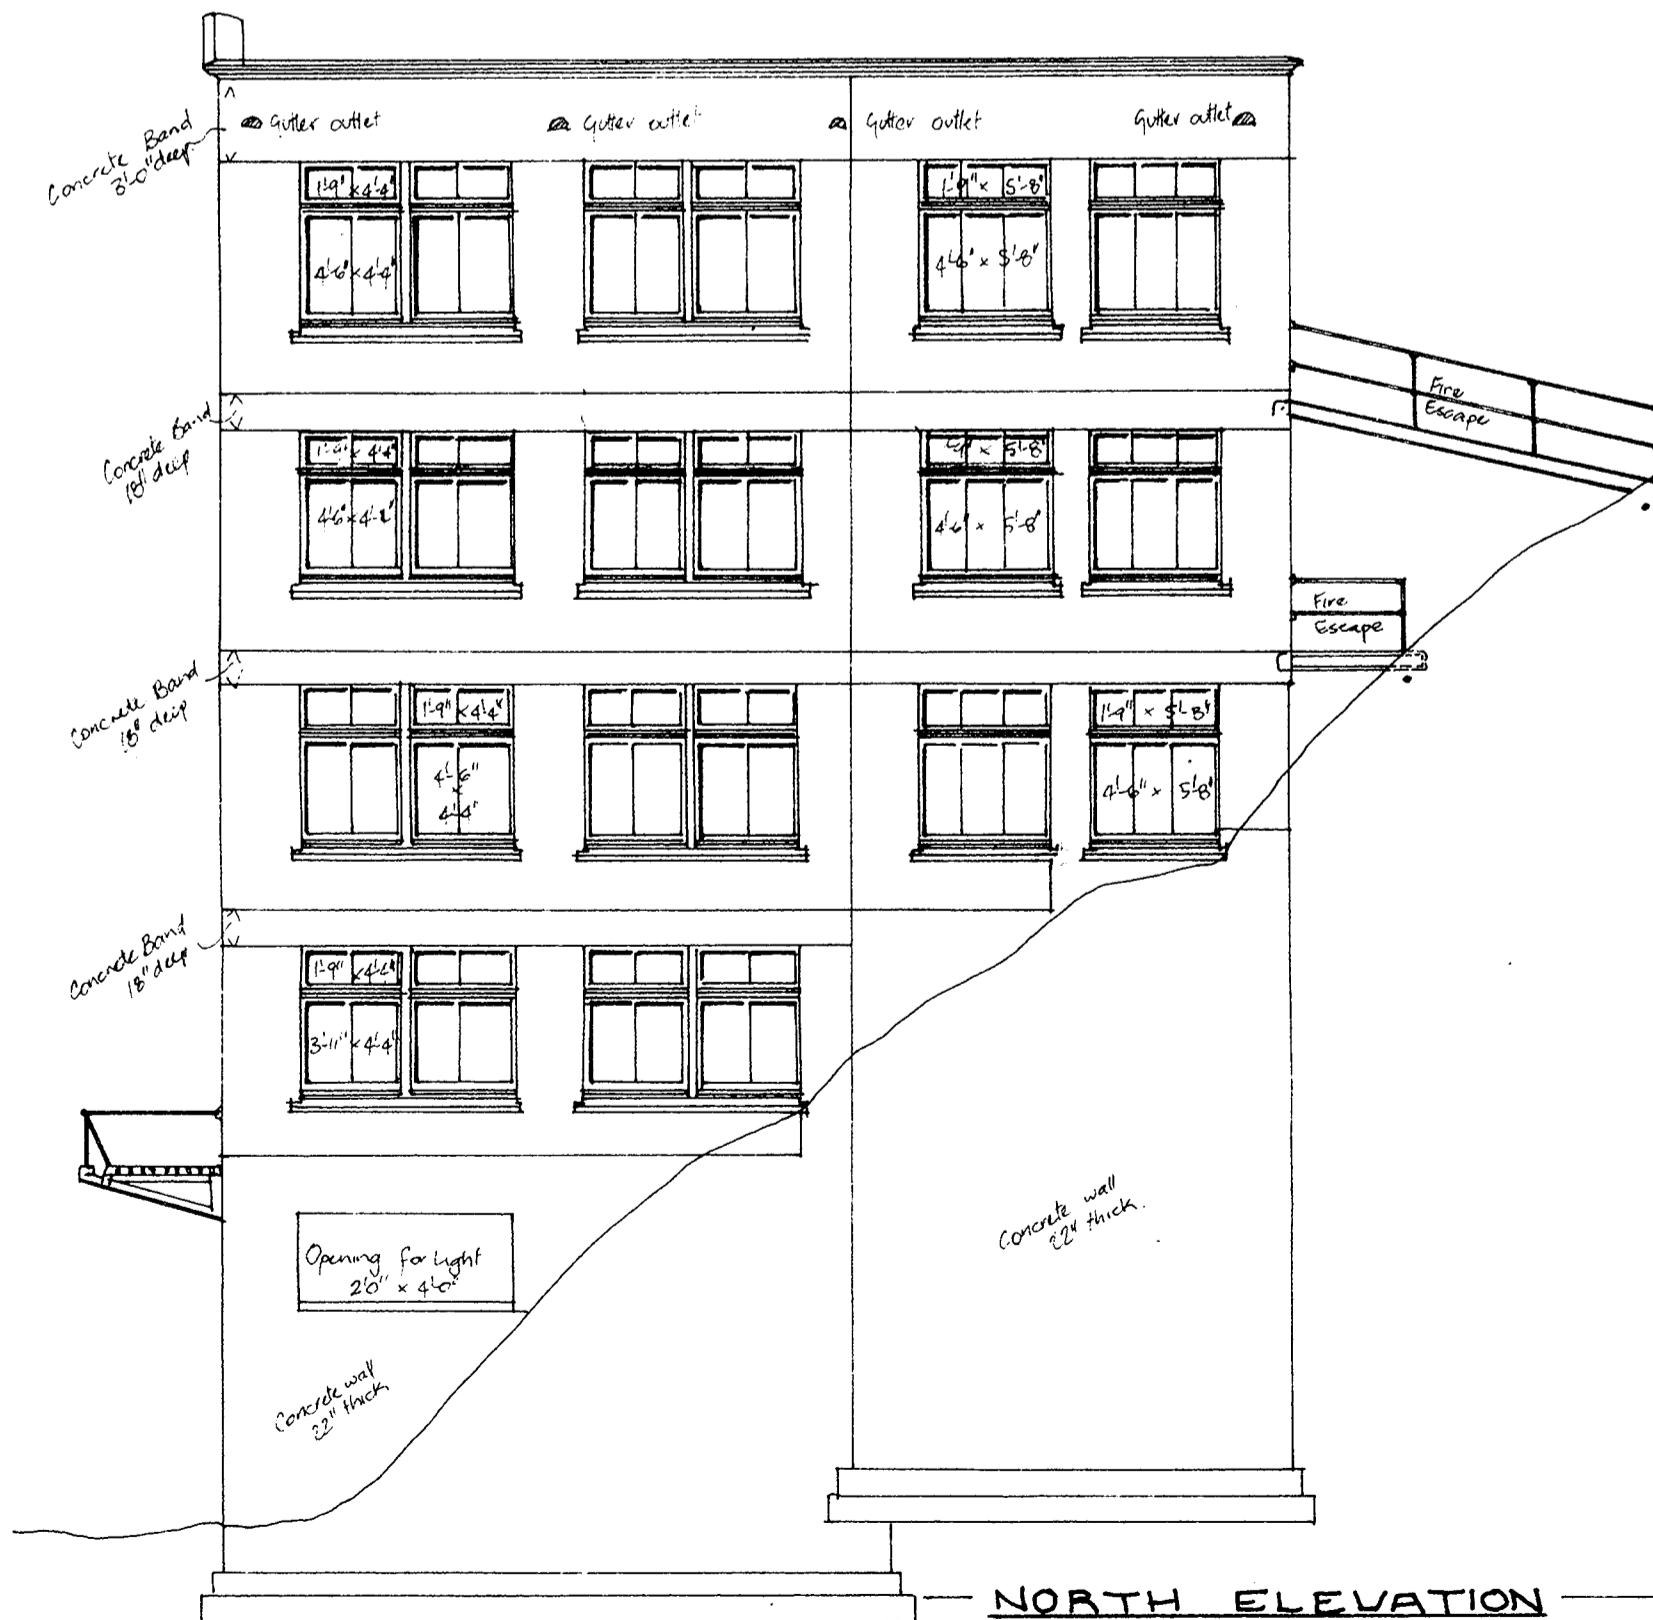 Gutter outlet
Gutter outlet
Gutter outlet
Gutter outlet
Concrete Band
3'-0" deep
1'-9" x 4'-4"
1'-9" x 5'-8"
4'-6" x 4'-4"
4'-6" x 5'-8"
Fire
Escape
Concrete Band
18" deep
1'-9" x 4'-4"
x 5'-8"
4'-6" x
4'-6" x 5'-8"
Fire
Escape
Concrete Band
18" deep
1'-9" x 4'-4"
1'-9" x 5'-8"
4'-6"
x
4'-4"
4'-6" x 5'-8"
Concrete Band
18" deep
1'-9" x 4'-4"
3'-11" x 4'-4"
Opening for Light
2'0" x 4'-0"
Concrete wall
22" thick.
Concrete wall
22" thick
NORTH ELEVATION